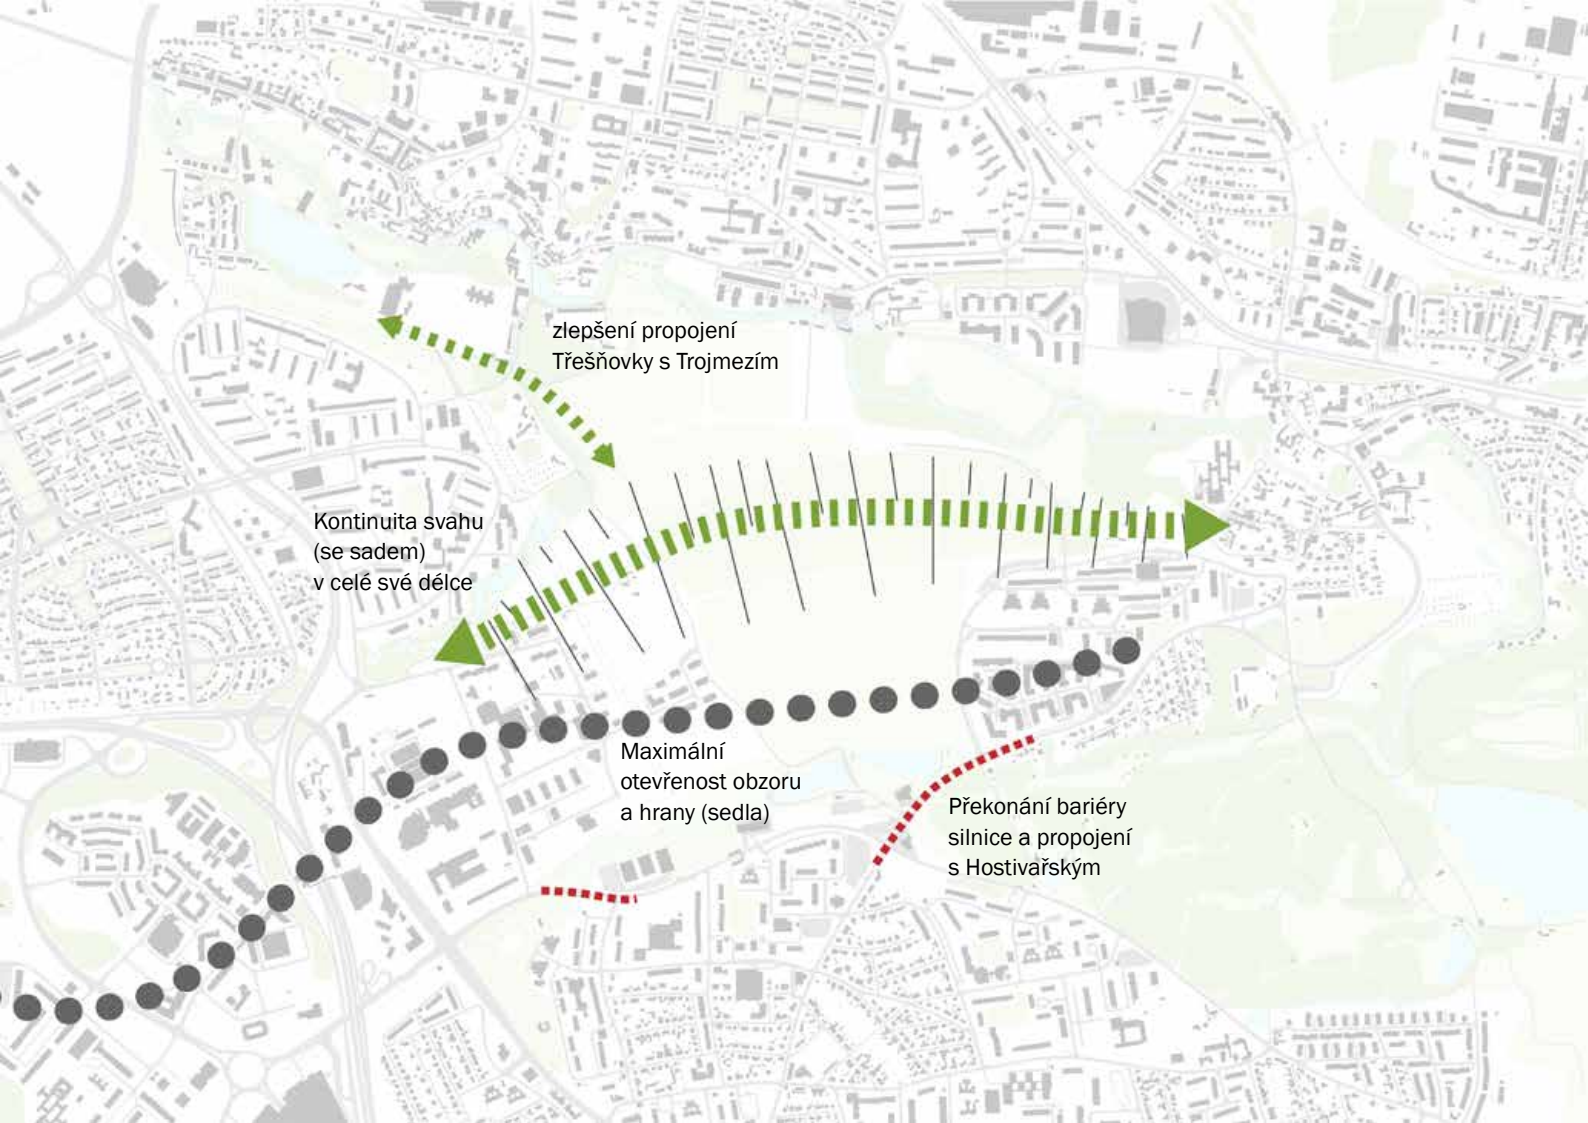 zlepšení propojení
Třešňovky s Trojmezím
Kontinuita svahu
(se sadem)
v celé své délce
Maximální
otevřenost obzoru
a hrany (sedla)
Překonání bariéry
silnice a propojení
s Hostivařským